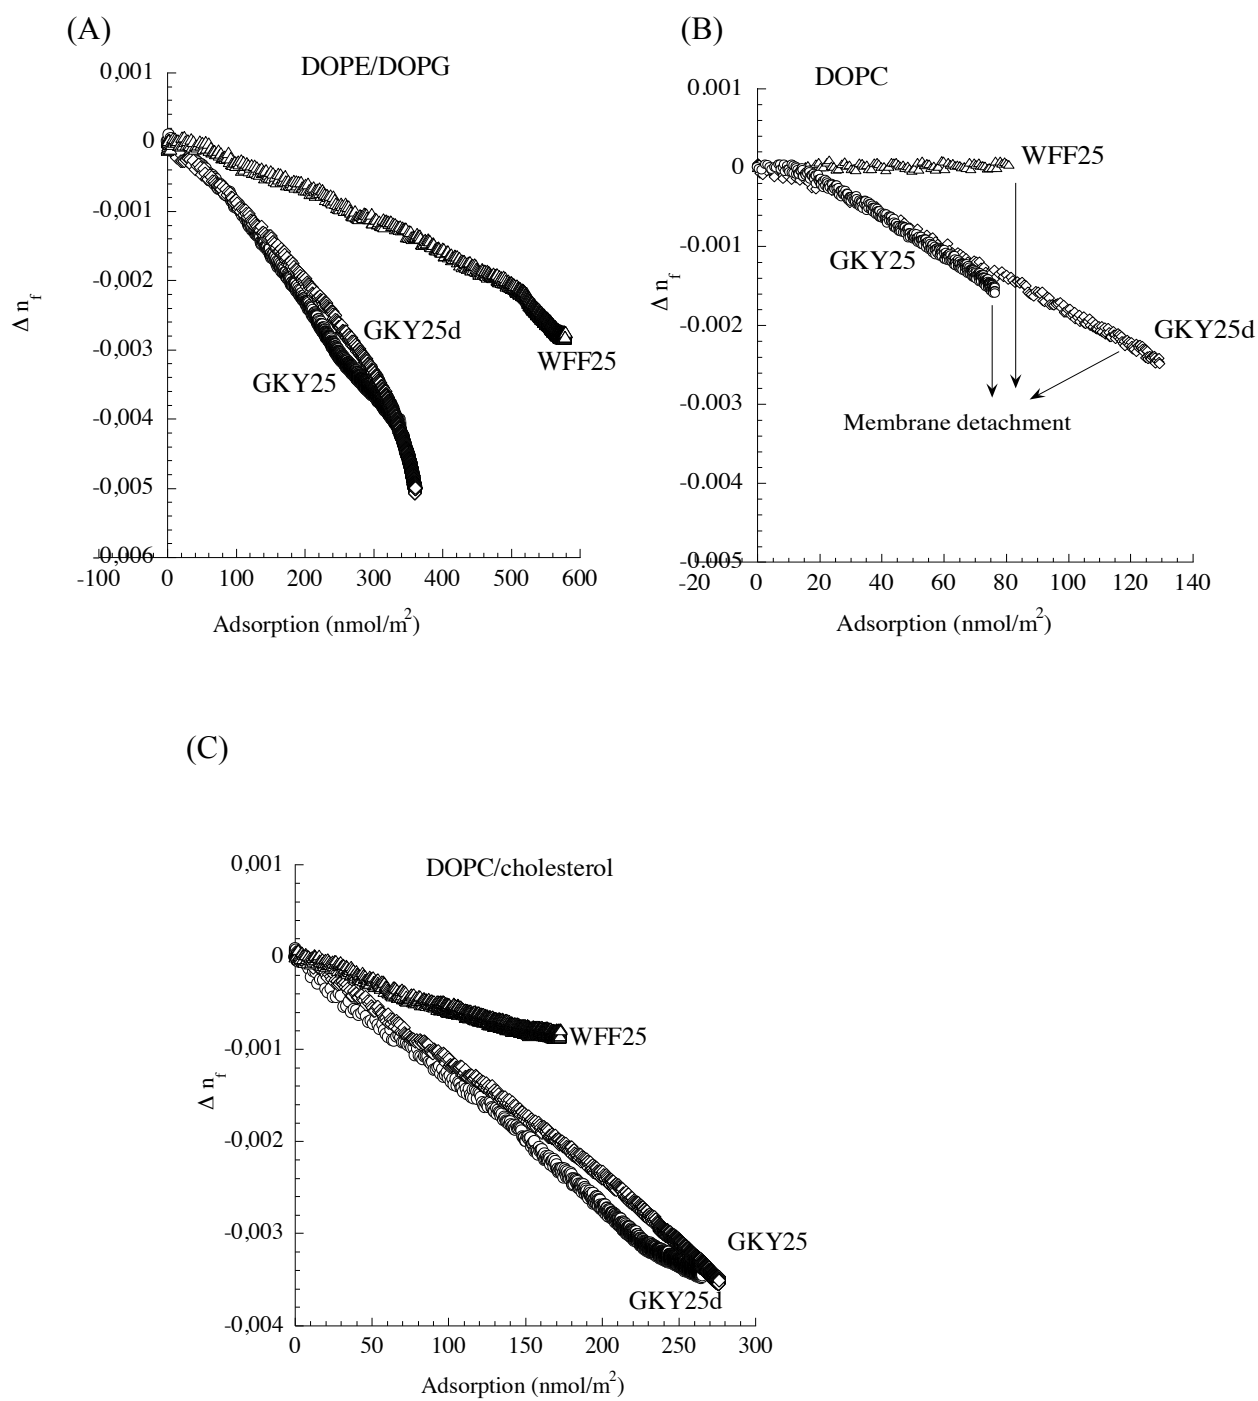 (A)
DOPE/DOPG
0,001
0
-0,001
-0,002
-0,003
-0,004
-0,005
-0,006
Δ n_f
GKY25d
GKY25
WFF25
-100 0 100 200 300 400 500 600
Adsorption (nmol/m²)
(B)
DOPC
0.001
0
-0.001
-0.002
-0.003
-0.004
-0.005
Δ n_f
WFF25
GKY25
GKY25d
Membrane detachment
-20 0 20 40 60 80 100 120 140
Adsorption (nmol/m²)
(C)
DOPC/cholesterol
0,001
0
-0,001
-0,002
-0,003
-0,004
Δ n_f
WFF25
GKY25
GKY25d
0 50 100 150 200 250 300
Adsorption (nmol/m²)